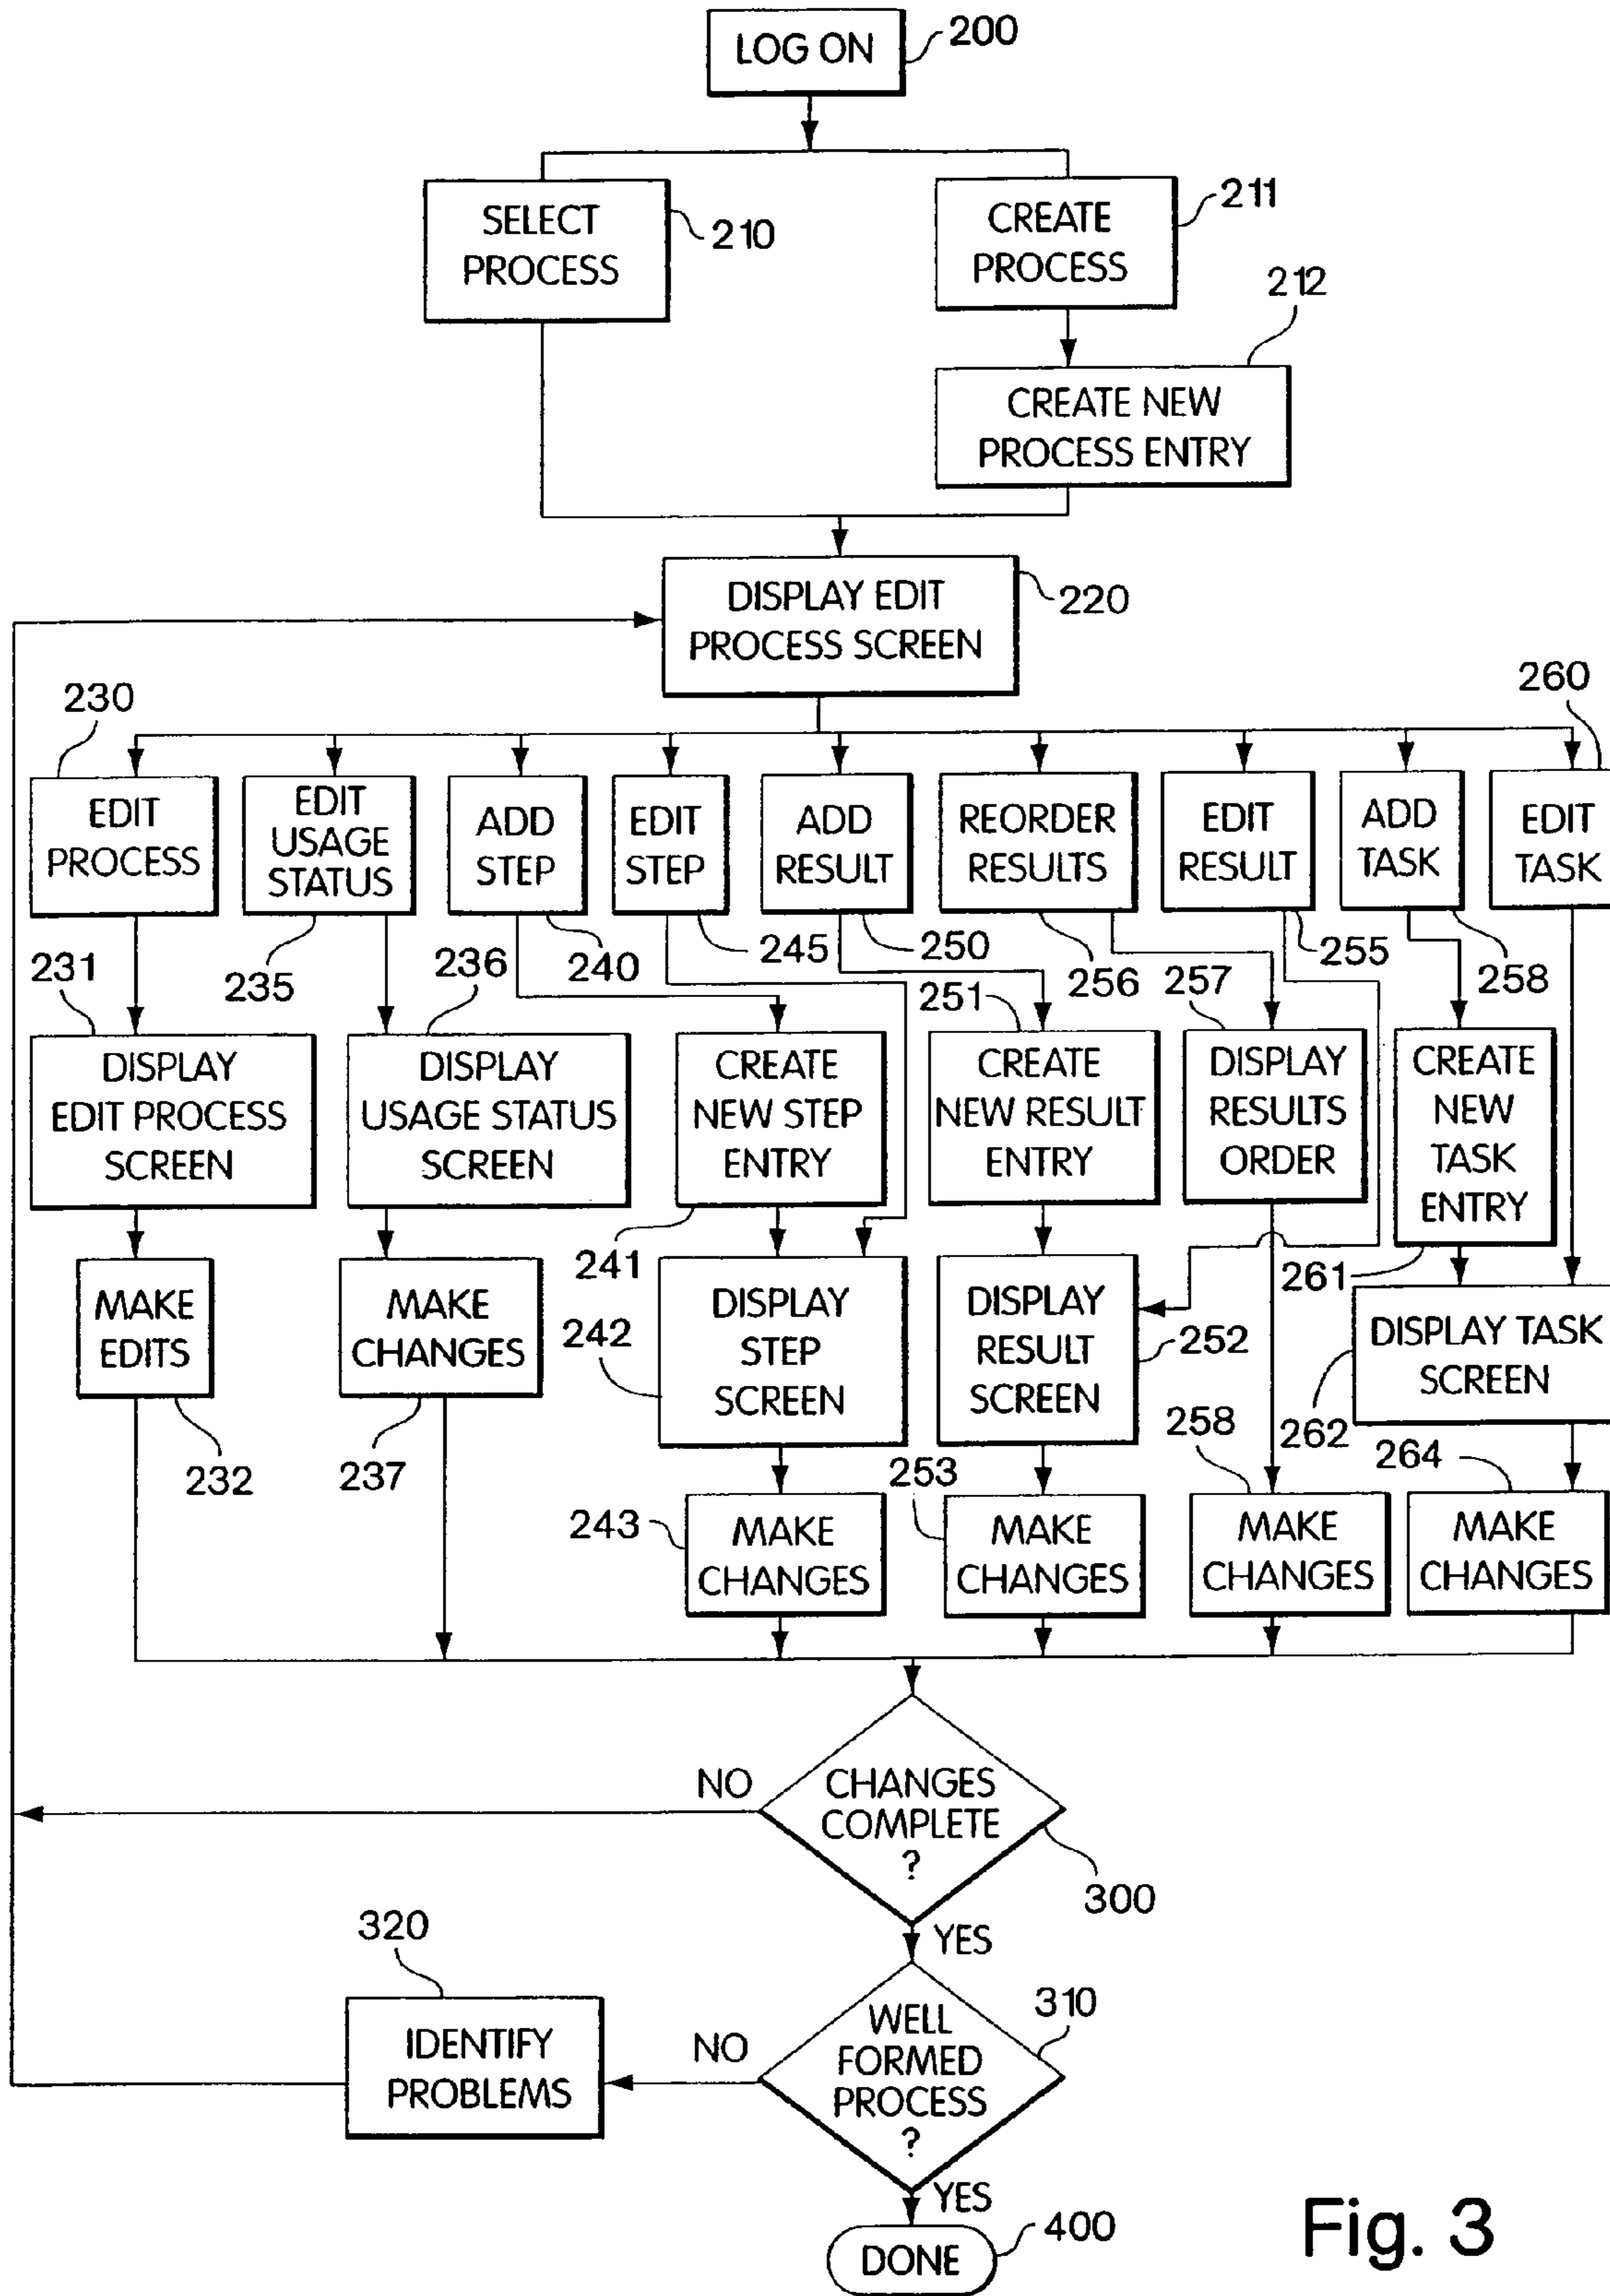 LOG ON
200
SELECT
PROCESS
210
CREATE
PROCESS
211
212
CREATE NEW
PROCESS ENTRY
DISPLAY EDIT
PROCESS SCREEN
220
230
260
EDIT
PROCESS
EDIT
USAGE
STATUS
ADD
STEP
EDIT
STEP
ADD
RESULT
REORDER
RESULTS
EDIT
RESULT
ADD
TASK
EDIT
TASK
231
235
236
240
245
250
251
256
257
255
258
DISPLAY
EDIT PROCESS
SCREEN
DISPLAY
USAGE STATUS
SCREEN
CREATE
NEW STEP
ENTRY
CREATE
NEW RESULT
ENTRY
DISPLAY
RESULTS
ORDER
CREATE
NEW
TASK
ENTRY
241
261
MAKE
EDITS
MAKE
CHANGES
242
DISPLAY
STEP
SCREEN
DISPLAY
RESULT
SCREEN
252
DISPLAY TASK
SCREEN
232
237
253
258
262
264
243
MAKE
CHANGES
MAKE
CHANGES
MAKE
CHANGES
MAKE
CHANGES
NO
CHANGES
COMPLETE
?
300
YES
320
IDENTIFY
PROBLEMS
NO
WELL
FORMED
PROCESS
?
310
YES
DONE
400
Fig. 3